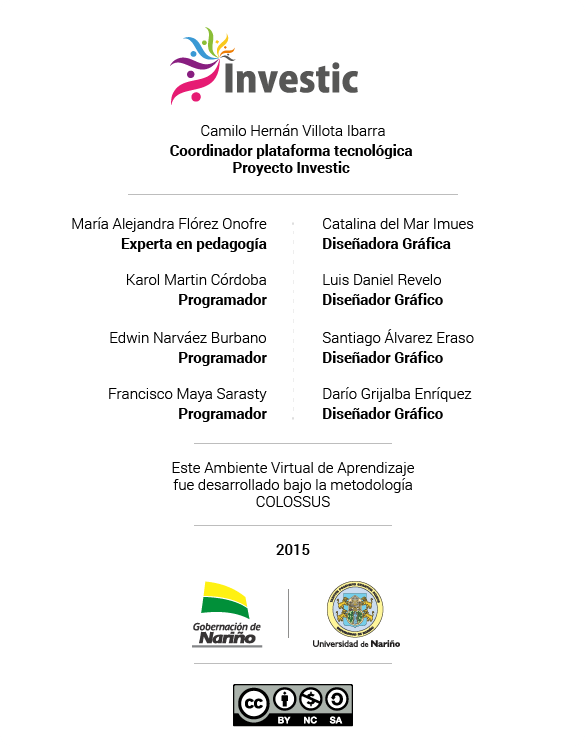 Investic
Camilo Hernán Villota Ibarra
Coordinador plataforma tecnológica
Proyecto Investic
María Alejandra Flórez Onofre
Experta en pedagogía
Karol Martin Córdoba
Programador
Edwin Narváez Burbano
Programador
Francisco Maya Sarasty
Programador
Catalina del Mar Imues
Diseñadora Gráfica
Luis Daniel Revelo
Diseñador Gráfico
Santiago Álvarez Eraso
Diseñador Gráfico
Darío Grijalba Enríquez
Diseñador Gráfico
Este Ambiente Virtual de Aprendizaje
fue desarrollado bajo la metodología
COLOSSUS
2015
Gobernación de
Nariño
Universidad de Nariño
cc
BY NC SA